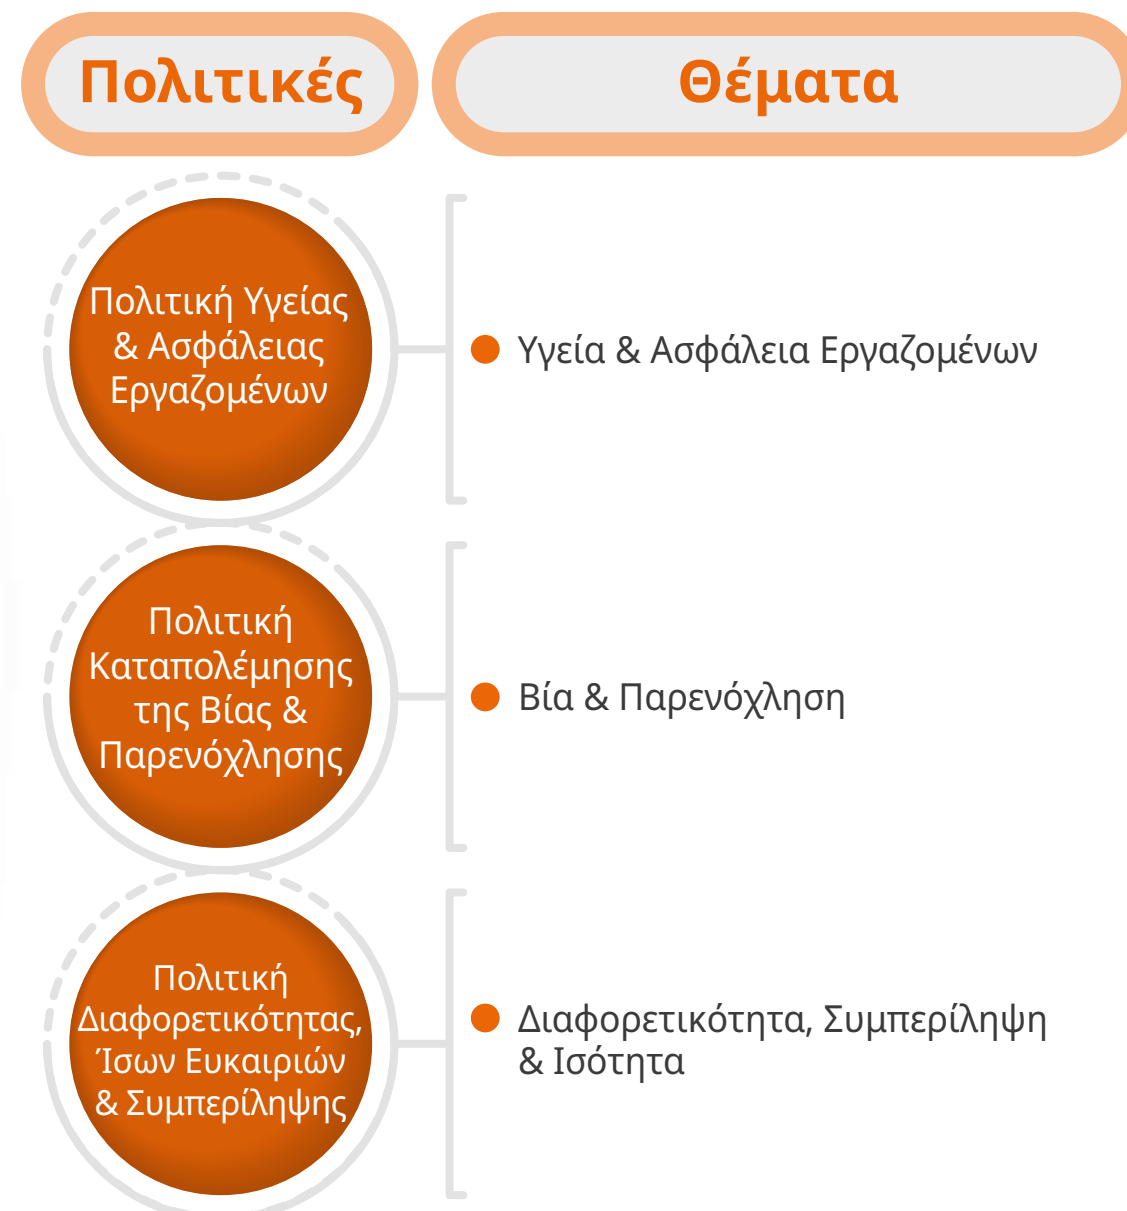 Πολιτικές
Θέματα
Πολιτική Υγείας
& Ασφάλειας
Εργαζομένων
Υγεία & Ασφάλεια Εργαζομένων
Πολιτική
Καταπολέμησης
της Βίας &
Παρενόχλησης
Βία & Παρενόχληση
Πολιτική
Διαφορετικότητας,
Ίσων Ευκαιριών
& Συμπερίληψης
Διαφορετικότητα, Συμπερίληψη
& Ισότητα